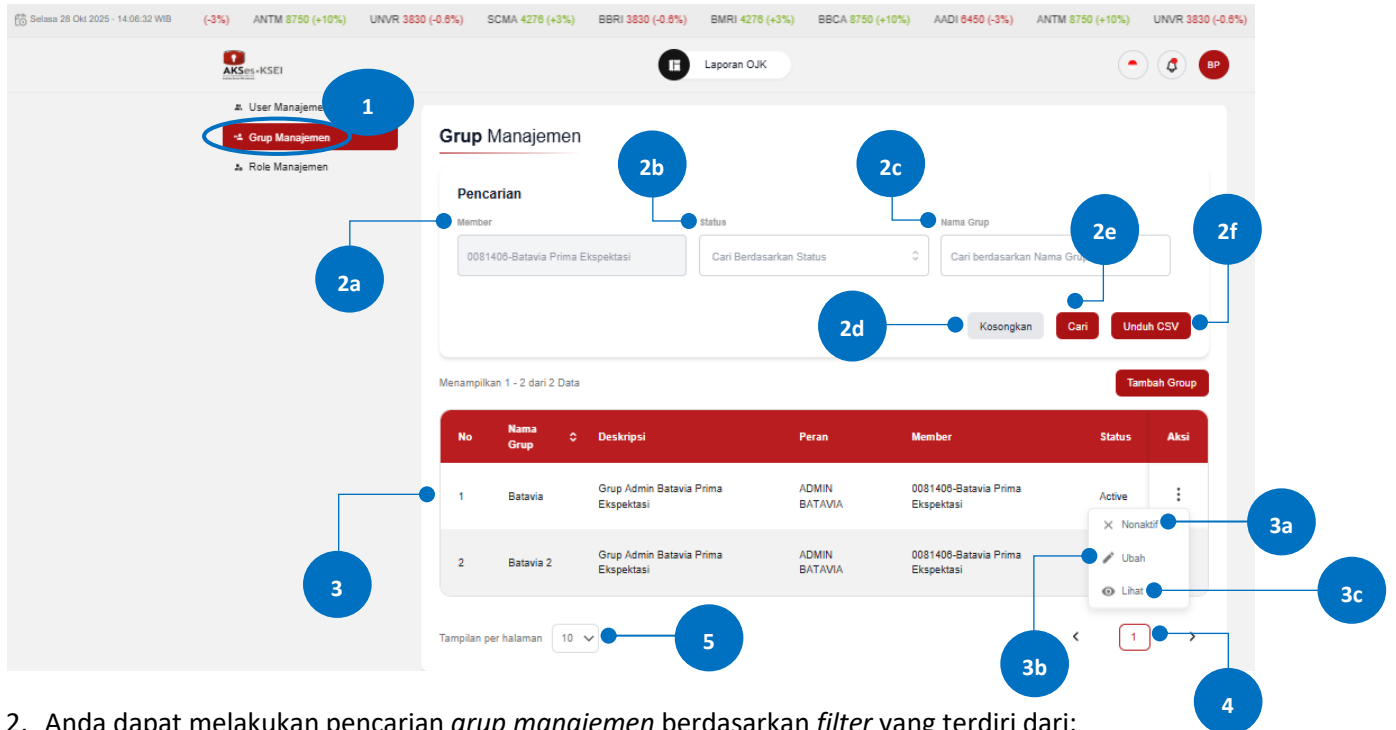 Selasa 28 Okt 2025 - 14:06:32 WIB (-3%) ANTM 8750 (+10%) UNVR 3830 (-0.6%) SCMA 4276 (+3%) BBRI 3830 (-0.6%) BMRI 4276 (+3%) BBCA 8750 (+10%) AADI 6450 (-3%) ANTM 8750 (+10%) UNVR 3830 (-0.6%)
AKSes-KSEI
Laporan OJK
BP
User Manajeme
1
Grup Manajemen
Role Manajemen
Grup Manajemen
2b
2c
Pencarian
Member
Status
Nama Grup
2e
2f
0081406-Batavia Prima Ekspektasi
Cari Berdasarkan Status
Cari berdasarkan Nama Grup
2a
2d
Kosongkan
Cari
Unduh CSV
Menampilkan 1 - 2 dari 2 Data
Tambah Group
No Nama Grup Deskripsi Peran Member Status Aksi
1 Batavia Grup Admin Batavia Prima Ekspektasi ADMIN BATAVIA 0081406-Batavia Prima Ekspektasi Active
Nonaktif
3a
2 Batavia 2 Grup Admin Batavia Prima Ekspektasi ADMIN BATAVIA 0081406-Batavia Prima Ekspektasi
Ubah
Lihat
3
3c
Tampilan per halaman 10
5
< 1 >
3b
4
2. Anda dapat melakukan pencarian grup manajemen berdasarkan filter yang terdiri dari: